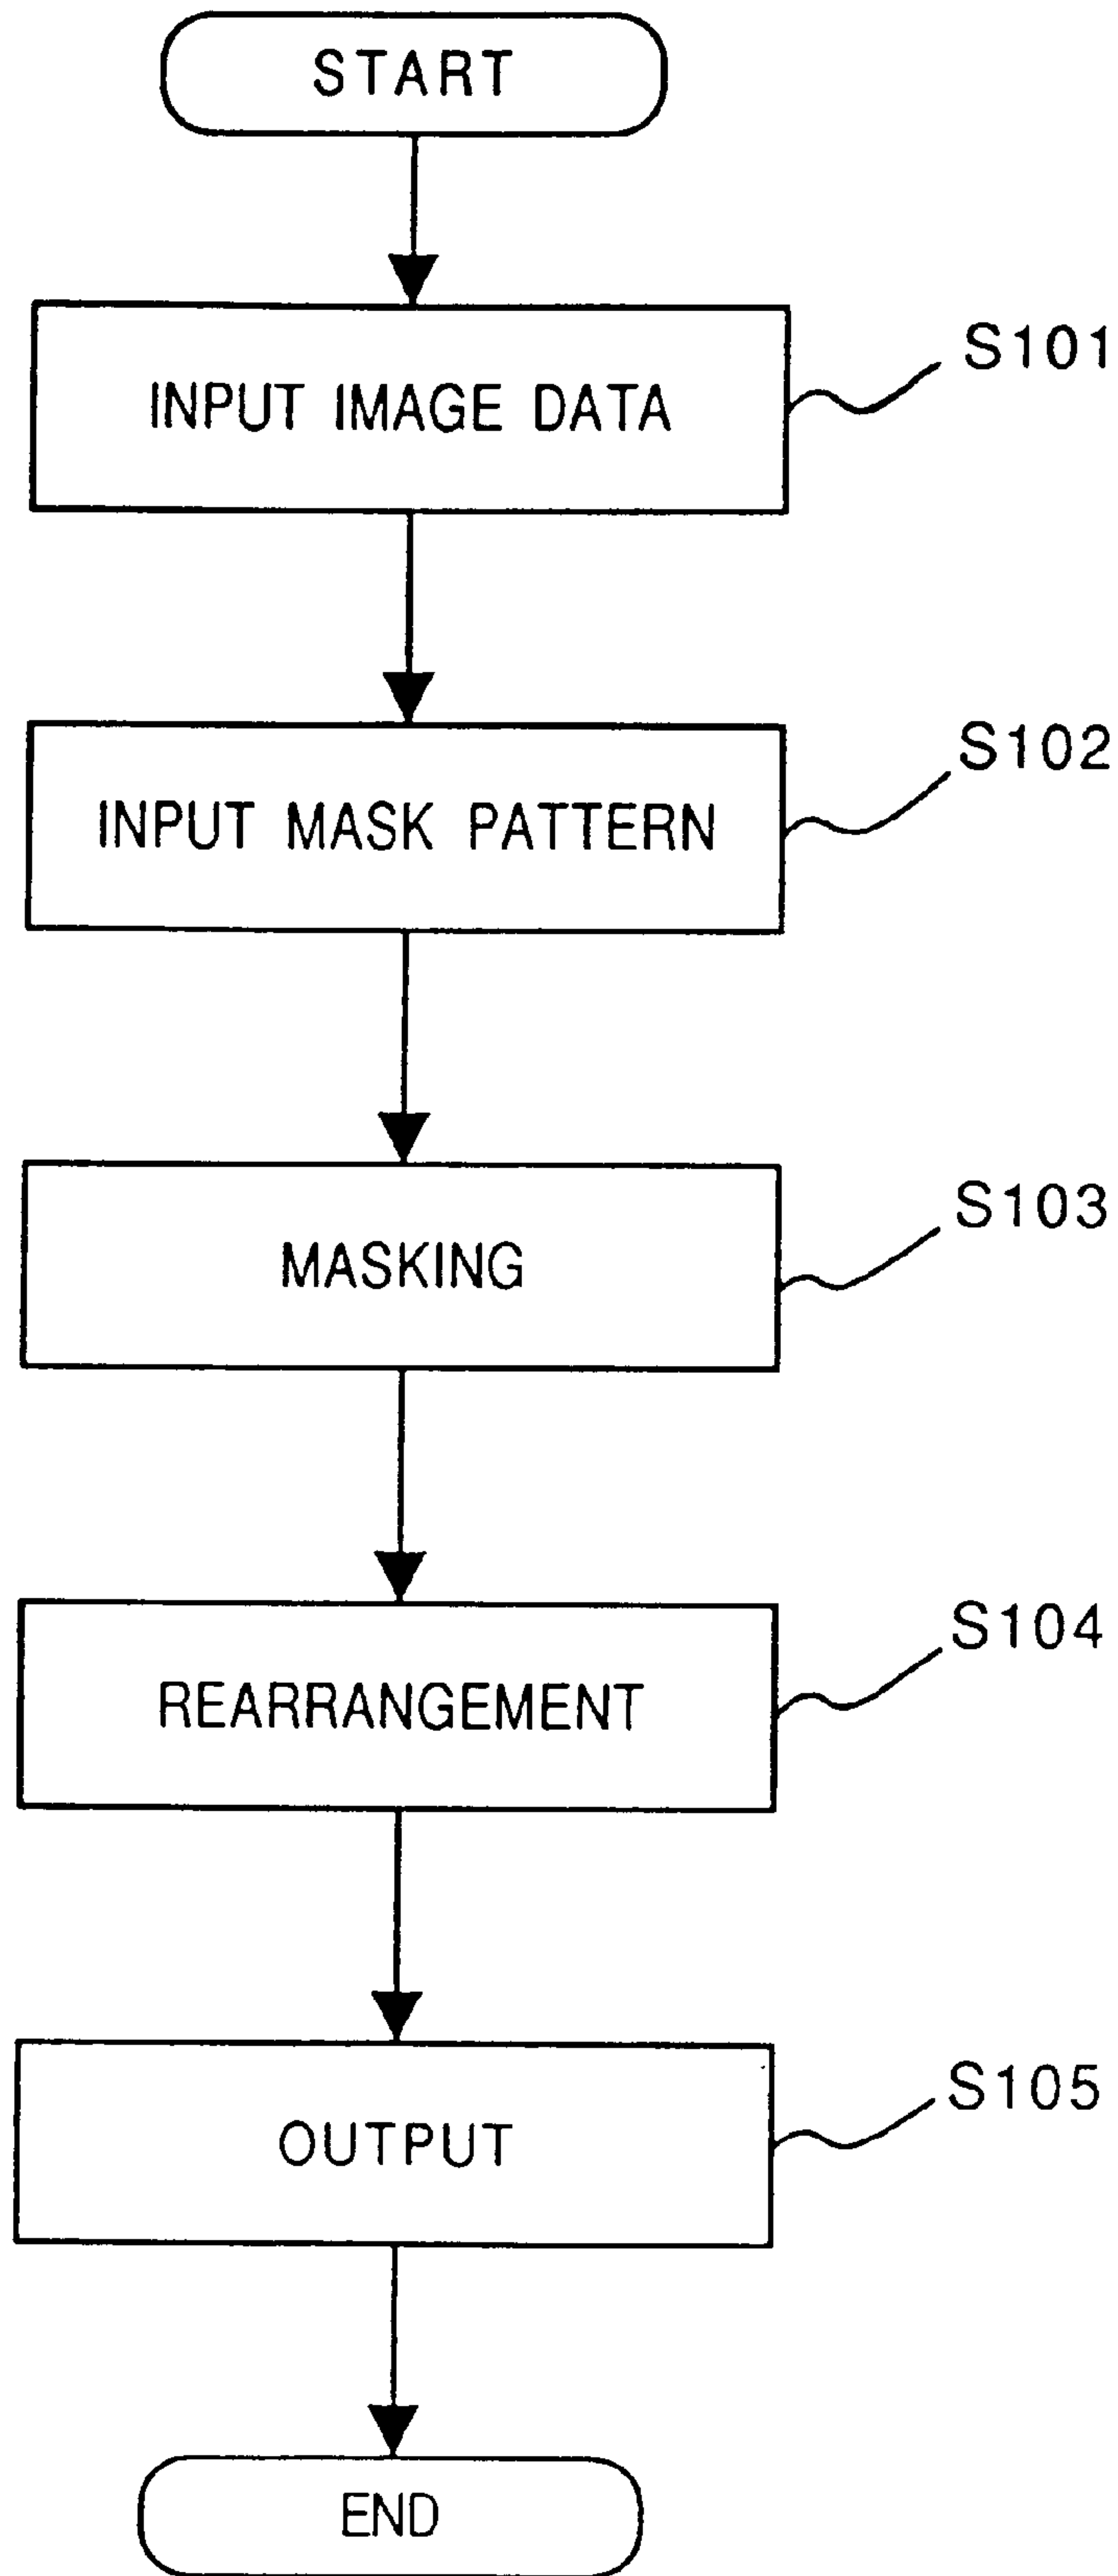 START
S101
INPUT IMAGE DATA
S102
INPUT MASK PATTERN
S103
MASKING
S104
REARRANGEMENT
S105
OUTPUT
END